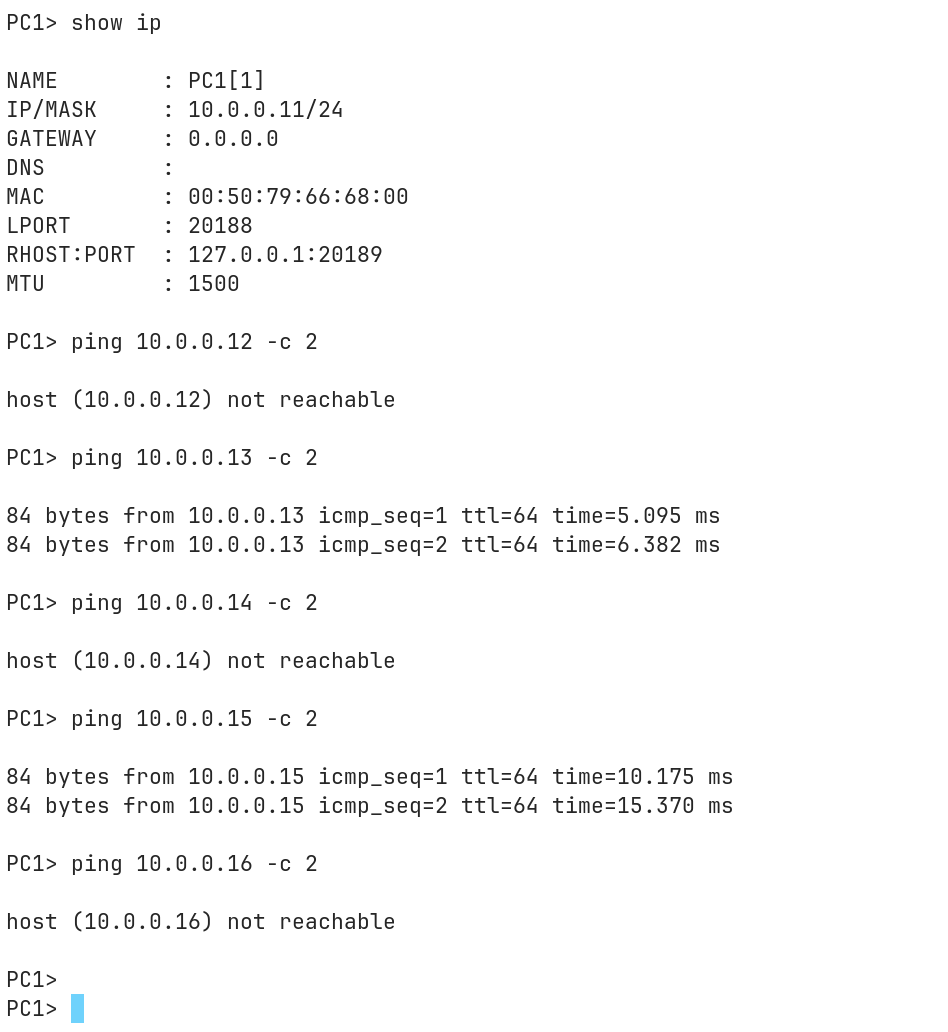 PC1> show ip
NAME        : PC1[1]
IP/MASK     : 10.0.0.11/24
GATEWAY     : 0.0.0.0
DNS         :
MAC         : 00:50:79:66:68:00
LPORT       : 20188
RHOST:PORT  : 127.0.0.1:20189
MTU         : 1500
PC1> ping 10.0.0.12 -c 2
host (10.0.0.12) not reachable
PC1> ping 10.0.0.13 -c 2
84 bytes from 10.0.0.13 icmp_seq=1 ttl=64 time=5.095 ms
84 bytes from 10.0.0.13 icmp_seq=2 ttl=64 time=6.382 ms
PC1> ping 10.0.0.14 -c 2
host (10.0.0.14) not reachable
PC1> ping 10.0.0.15 -c 2
84 bytes from 10.0.0.15 icmp_seq=1 ttl=64 time=10.175 ms
84 bytes from 10.0.0.15 icmp_seq=2 ttl=64 time=15.370 ms
PC1> ping 10.0.0.16 -c 2
host (10.0.0.16) not reachable
PC1>
PC1>